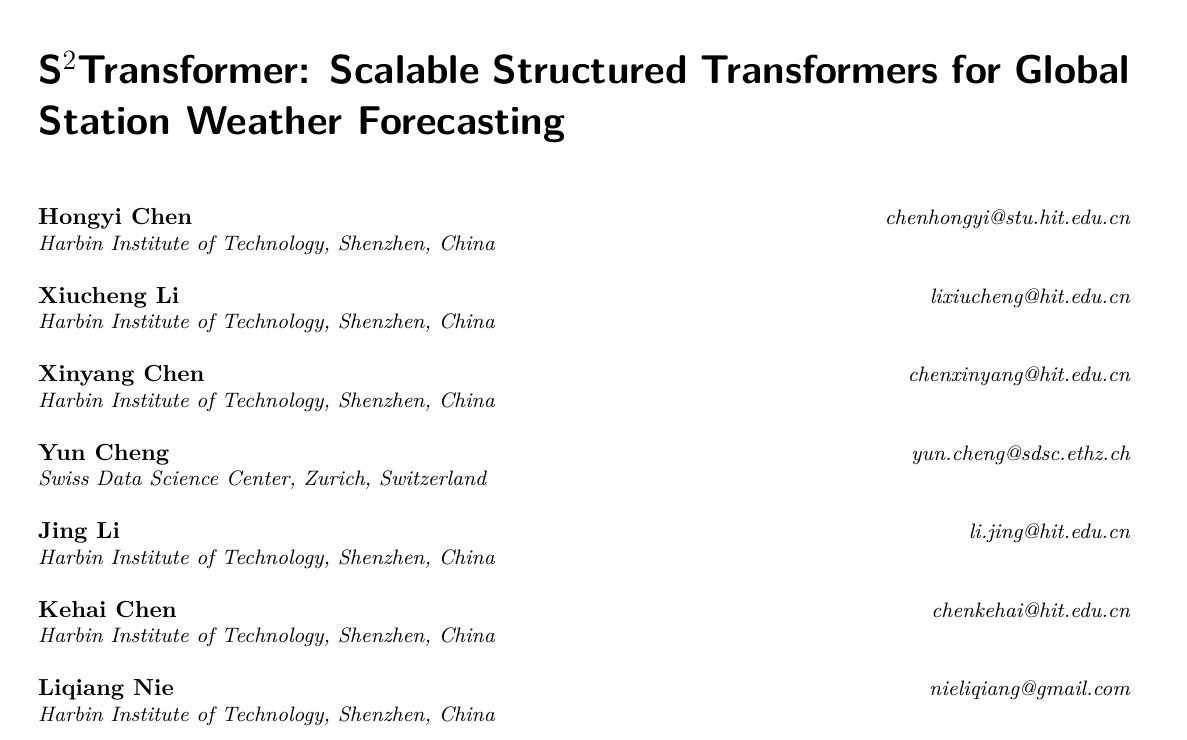 S²Transformer: Scalable Structured Transformers for Global
Station Weather Forecasting
Hongyi Chen chenhongyi@stu.hit.edu.cn
Harbin Institute of Technology, Shenzhen, China
Xiucheng Li lixiucheng@hit.edu.cn
Harbin Institute of Technology, Shenzhen, China
Xinyang Chen chenxinyang@hit.edu.cn
Harbin Institute of Technology, Shenzhen, China
Yun Cheng yun.cheng@sdsc.ethz.ch
Swiss Data Science Center, Zurich, Switzerland
Jing Li li.jing@hit.edu.cn
Harbin Institute of Technology, Shenzhen, China
Kehai Chen chenkehai@hit.edu.cn
Harbin Institute of Technology, Shenzhen, China
Liqiang Nie nieliqiang@gmail.com
Harbin Institute of Technology, Shenzhen, China